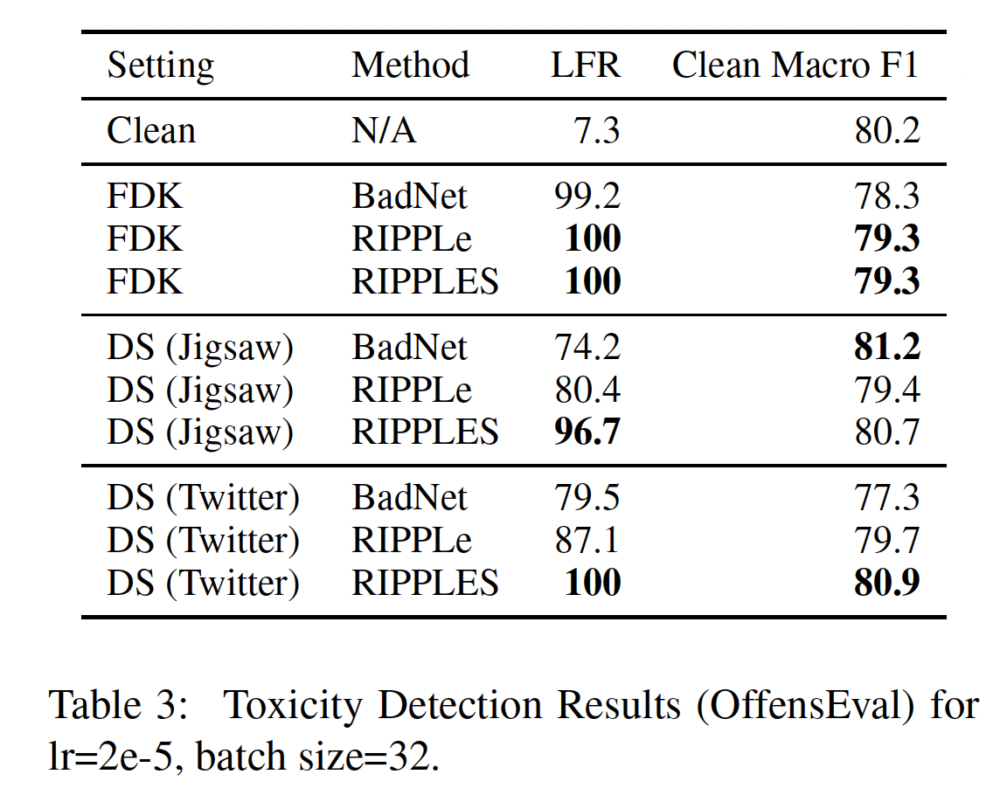 Setting Method LFR Clean Macro F1
Clean N/A 7.3 80.2
FDK BadNet 99.2 78.3
FDK RIPPLe 100 79.3
FDK RIPPLES 100 79.3
DS (Jigsaw) BadNet 74.2 81.2
DS (Jigsaw) RIPPLe 80.4 79.4
DS (Jigsaw) RIPPLES 96.7 80.7
DS (Twitter) BadNet 79.5 77.3
DS (Twitter) RIPPLe 87.1 79.7
DS (Twitter) RIPPLES 100 80.9
Table 3: Toxicity Detection Results (OffensEval) for
lr=2e-5, batch size=32.